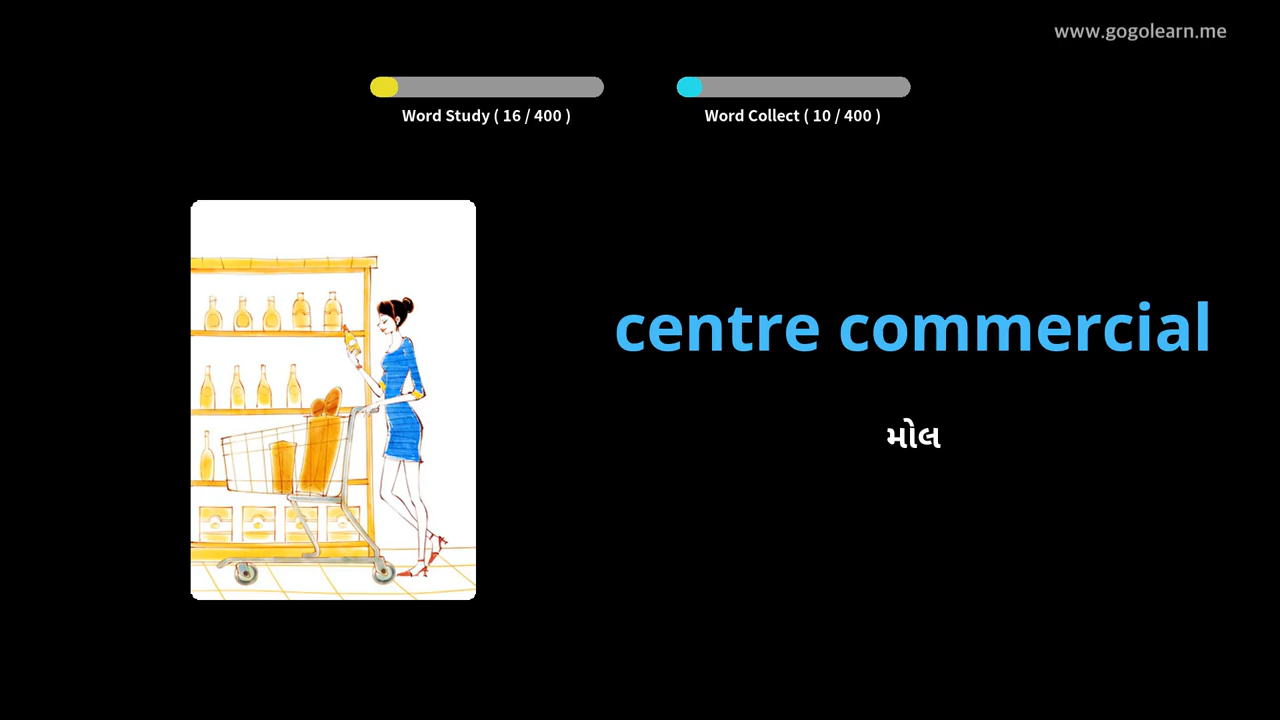 www.gogolearn.me
Word Study ( 16 / 400 )
Word Collect ( 10 / 400 )
centre commercial
મોલ